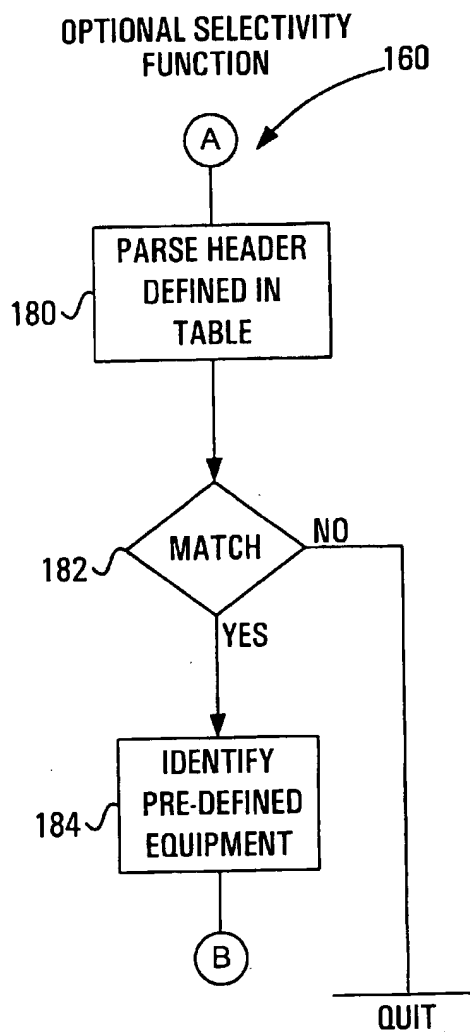 OPTIONAL SELECTIVITY
FUNCTION
160
A
PARSE HEADER
DEFINED IN
TABLE
180
MATCH
NO
182
YES
IDENTIFY
PRE-DEFINED
EQUIPMENT
184
B
QUIT